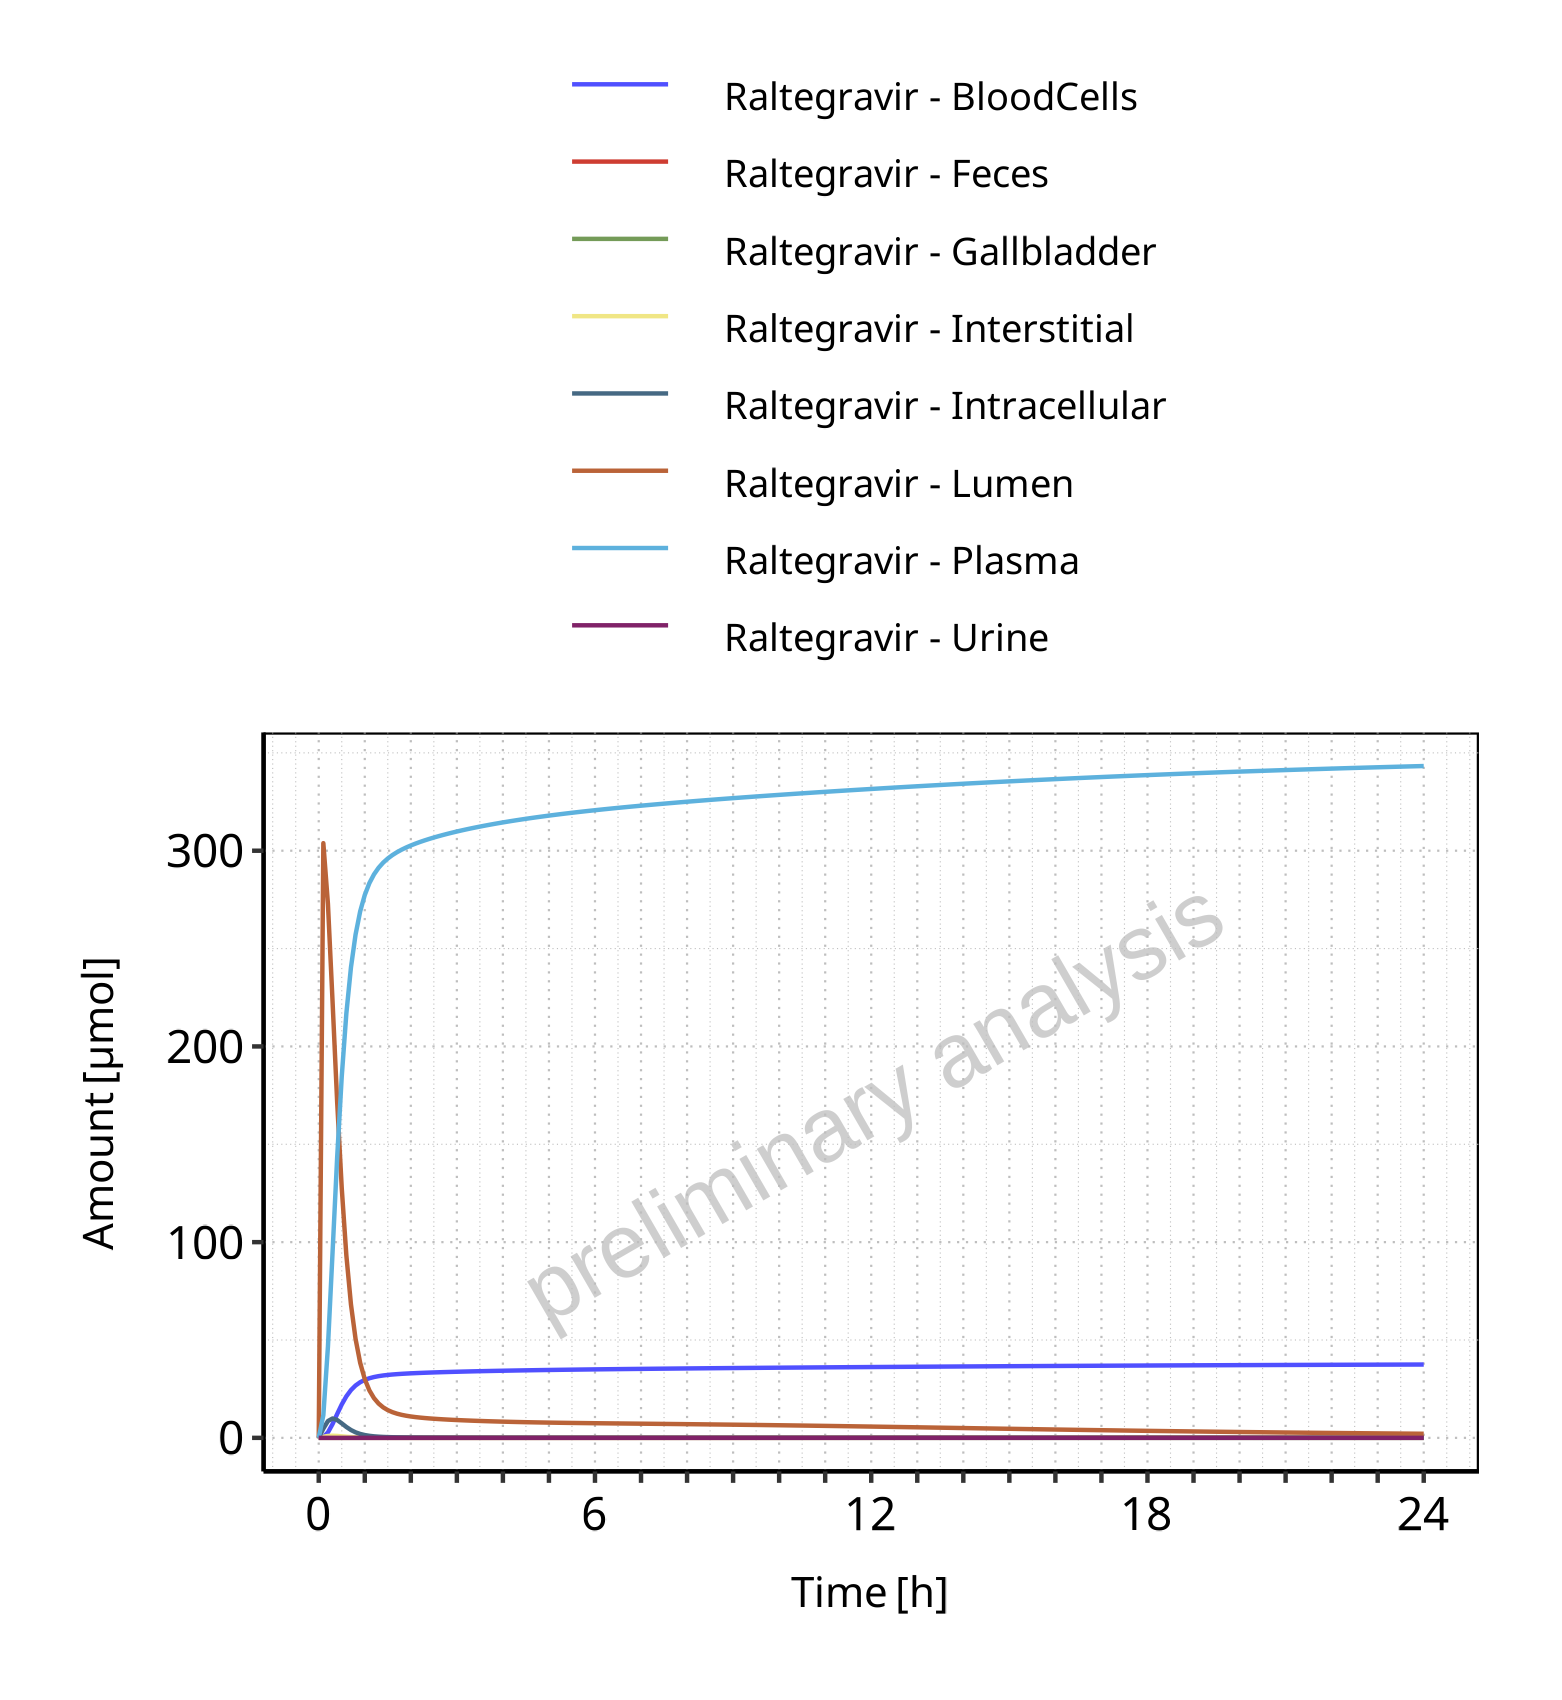 Raltegravir - BloodCells
Raltegravir - Feces
Raltegravir - Gallbladder
Raltegravir - Interstitial
Raltegravir - Intracellular
Raltegravir - Lumen
Raltegravir - Plasma
Raltegravir - Urine
300
200
100
0
Amount [µmol]
preliminary analysis
0 6 12 18 24
Time [h]